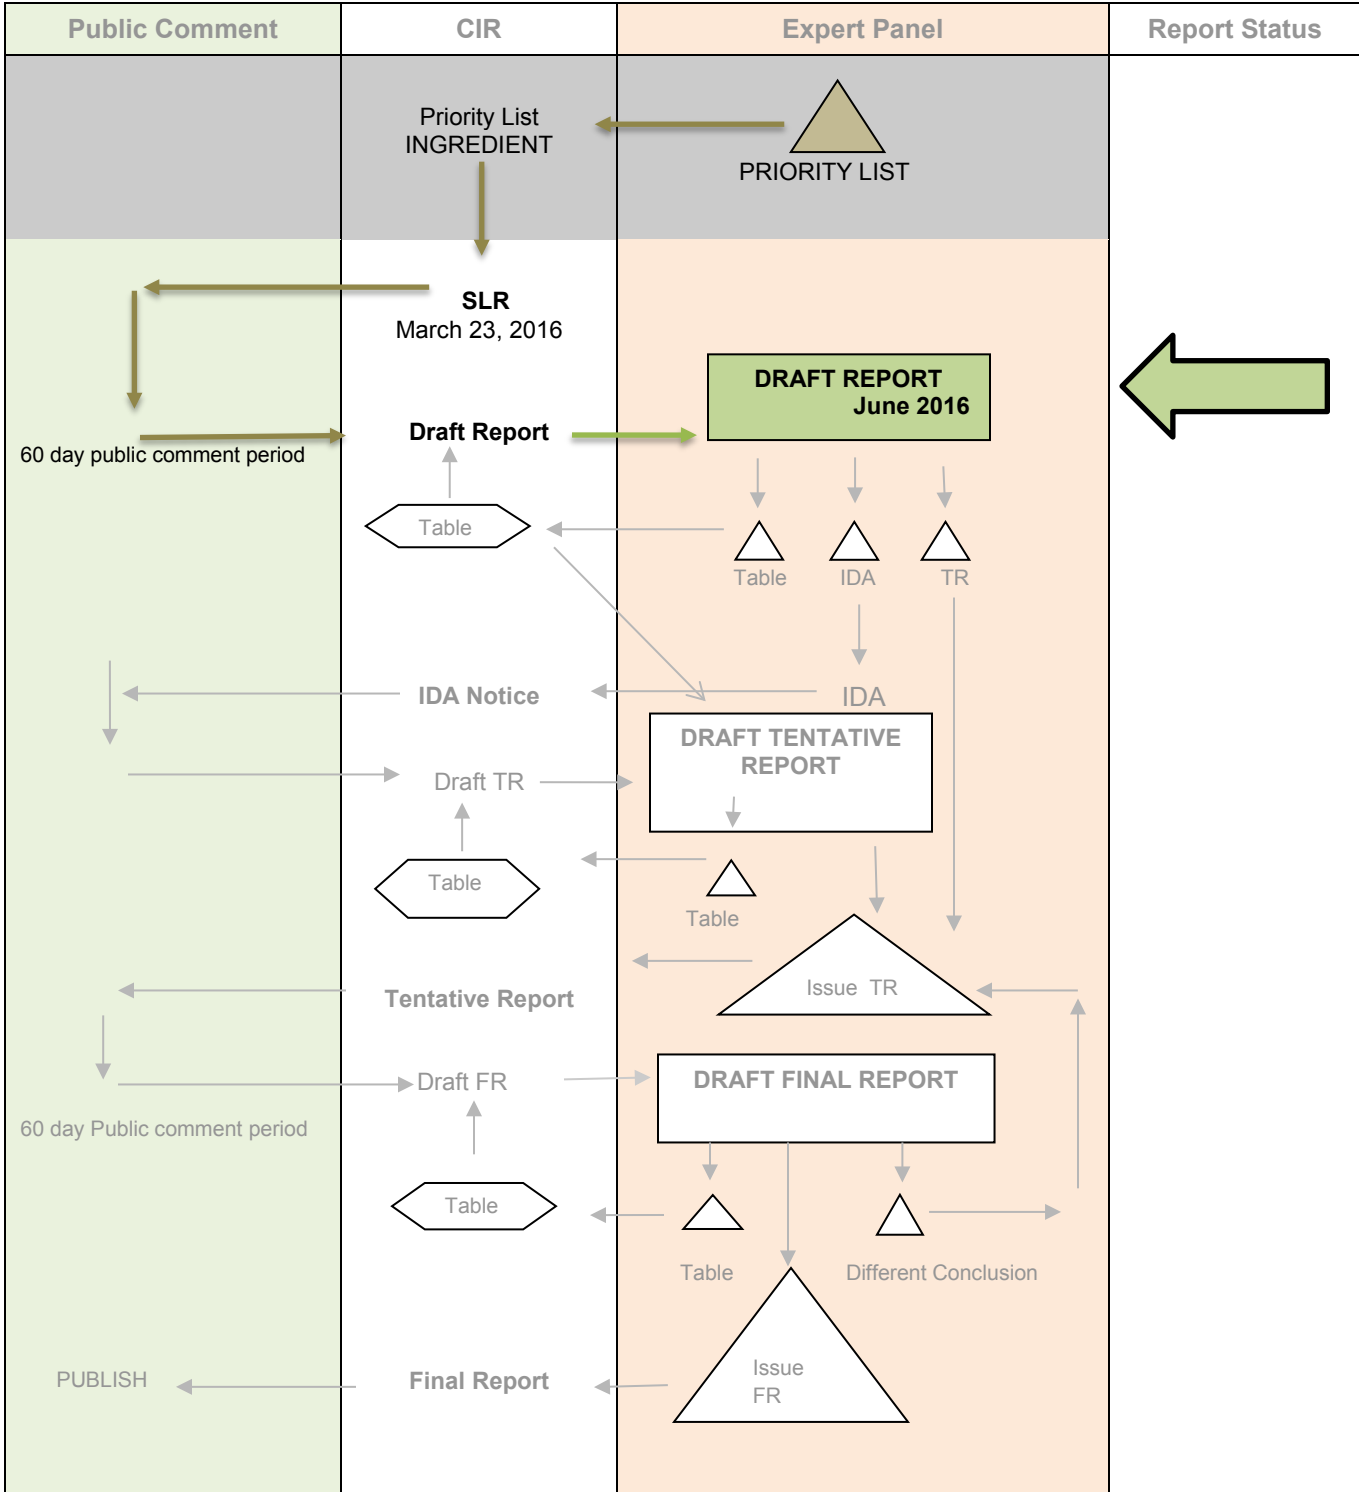 Public Comment
CIR
Expert Panel
Report Status
Priority List
INGREDIENT
PRIORITY LIST
SLR
March 23, 2016
DRAFT REPORT
June 2016
60 day public comment period
Draft Report
Table
Table
IDA
TR
IDA Notice
IDA
DRAFT TENTATIVE
REPORT
Draft TR
Table
Table
Tentative Report
Issue TR
Draft FR
DRAFT FINAL REPORT
60 day Public comment period
Table
Table
Different Conclusion
PUBLISH
Final Report
Issue
FR